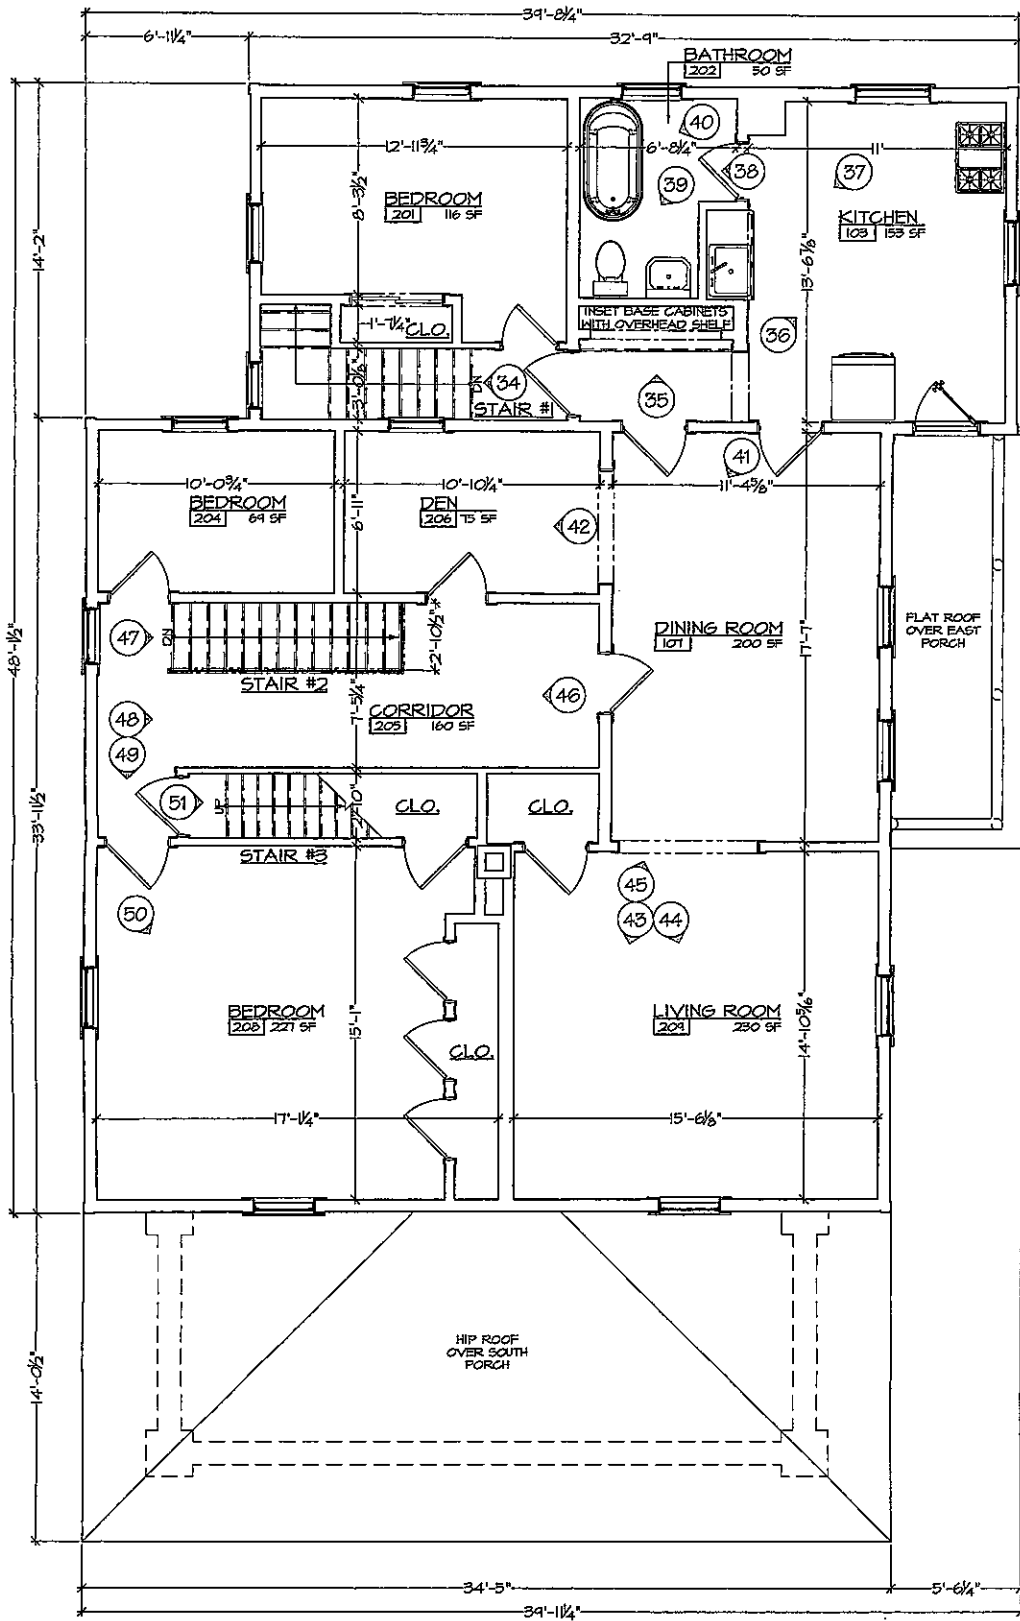 39'-8¼"
6'-11¼"
32'-9"
BATHROOM
202 50 SF
40
12'-11¾"
6'-8¼"
11'
39
38
37
BEDROOM
201 116 SF
8'-3½"
KITCHEN
103 153 SF
13'-6⅞"
14'-2"
INSET BASE CABINETS
WITH OVERHEAD SHELF
1'-7¼"
CLO.
36
3'-0½"
DN
34
STAIR #1
35
41
10'-0¾"
10'-10¼"
11'-4⅝"
BEDROOM
204 69 SF
DEN
206 75 SF
6'-11"
42
FLAT ROOF
OVER EAST
PORCH
47
DN
2'-10½"
DINING ROOM
107 200 SF
17'-7"
48'-1½"
STAIR #2
46
CORRIDOR
205 160 SF
7'-5¼"
48
49
51
UP
2'-10"
CLO.
CLO.
33'-11½"
STAIR #3
45
43
44
50
BEDROOM
208 227 SF
15'-1"
LIVING ROOM
209 230 SF
14'-10⅝"
CLO.
17'-1¼"
15'-6⅛"
HIP ROOF
OVER SOUTH
PORCH
14'-0½"
34'-5"
5'-6¼"
39'-11¼"